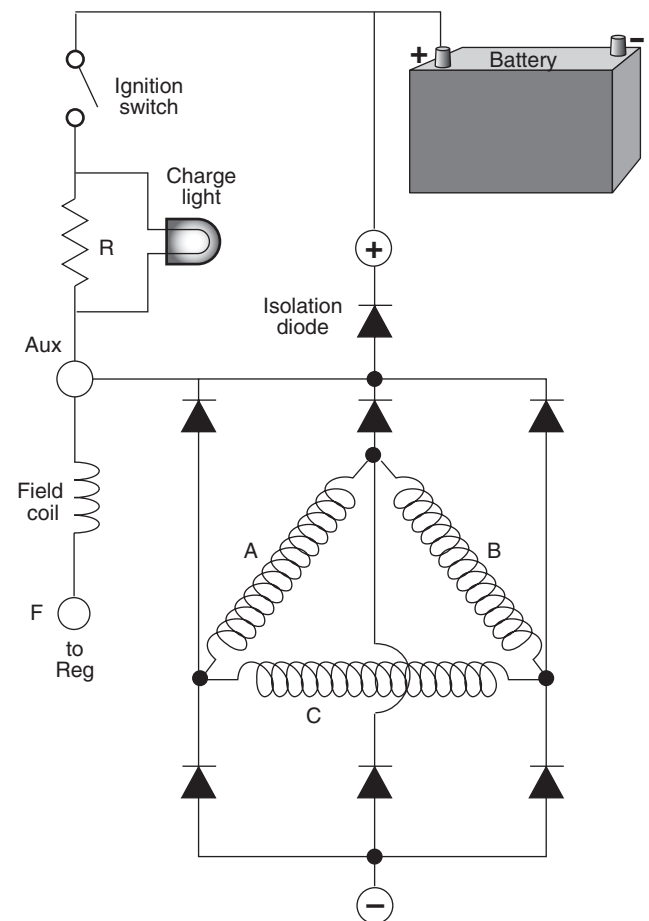 +
−
Battery
Ignition
switch
Charge
light
R
+
Isolation
diode
Aux
Field
coil
A
B
F
to
Reg
C
−